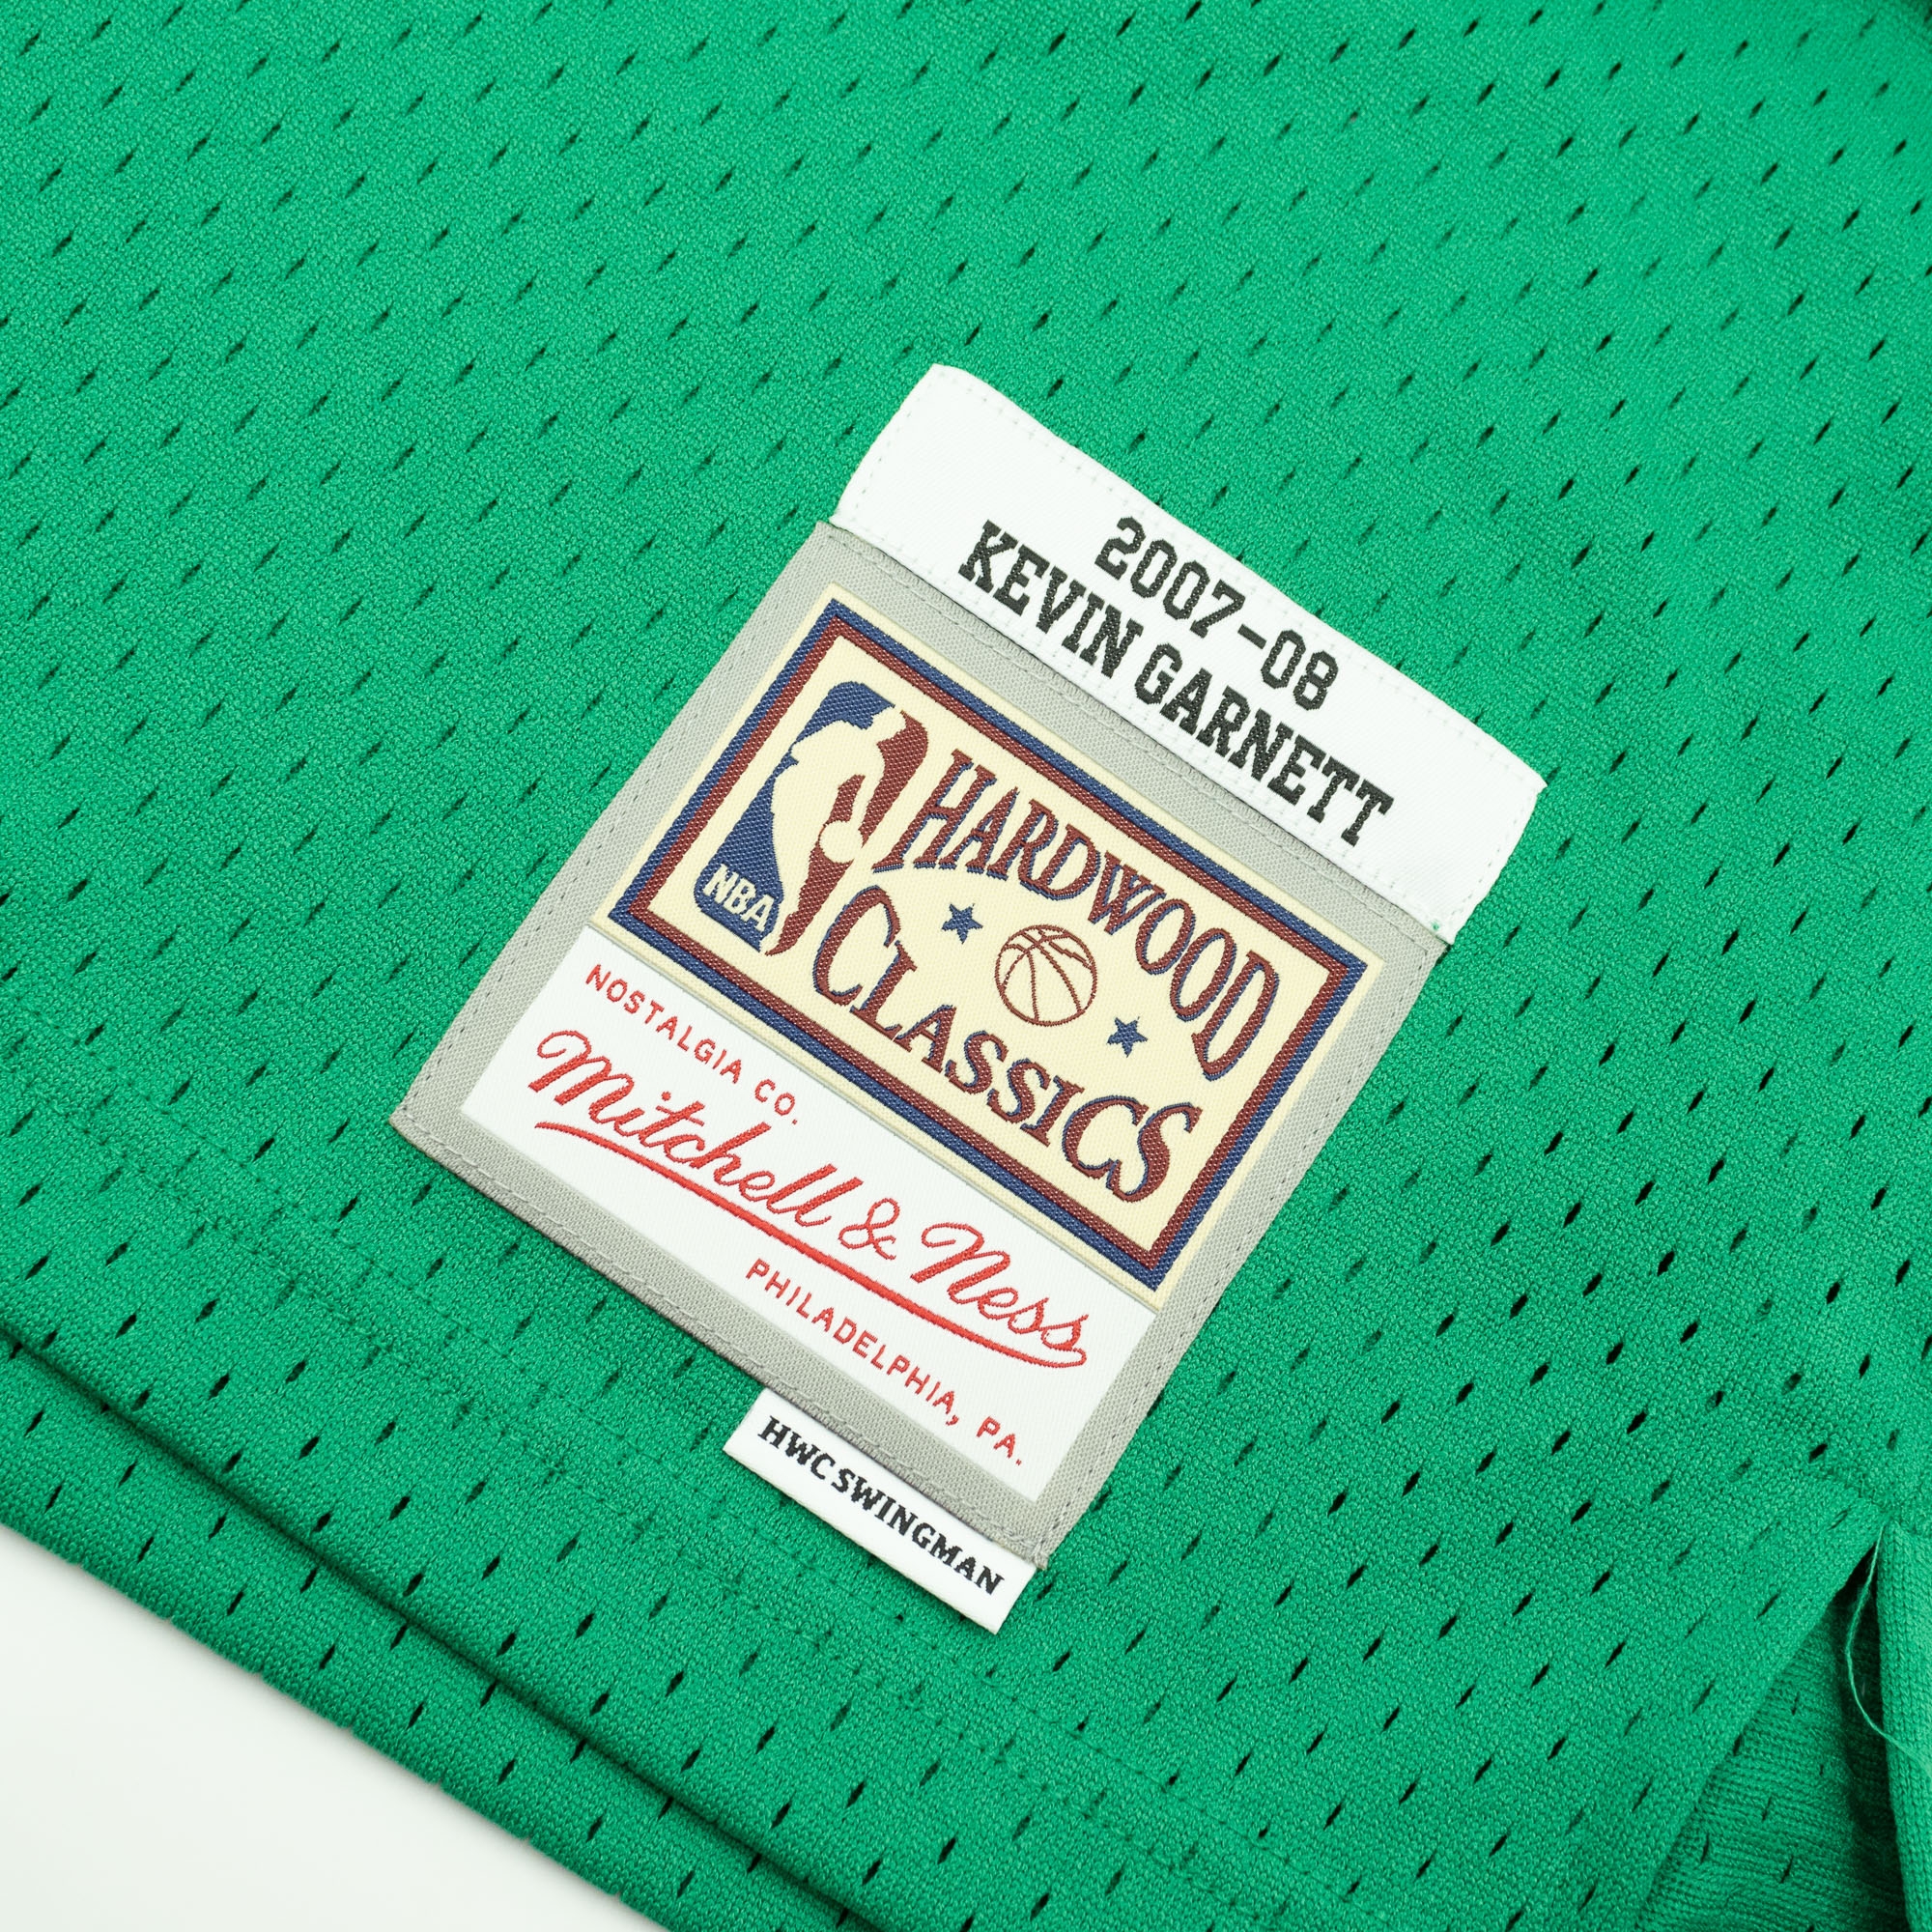 2007-08
KEVIN GARNETT
HARDWOOD
CLASSICS
NBA
NOSTALGIA CO.
Mitchell & Ness
PHILADELPHIA, PA.
HWC SWINGMAN